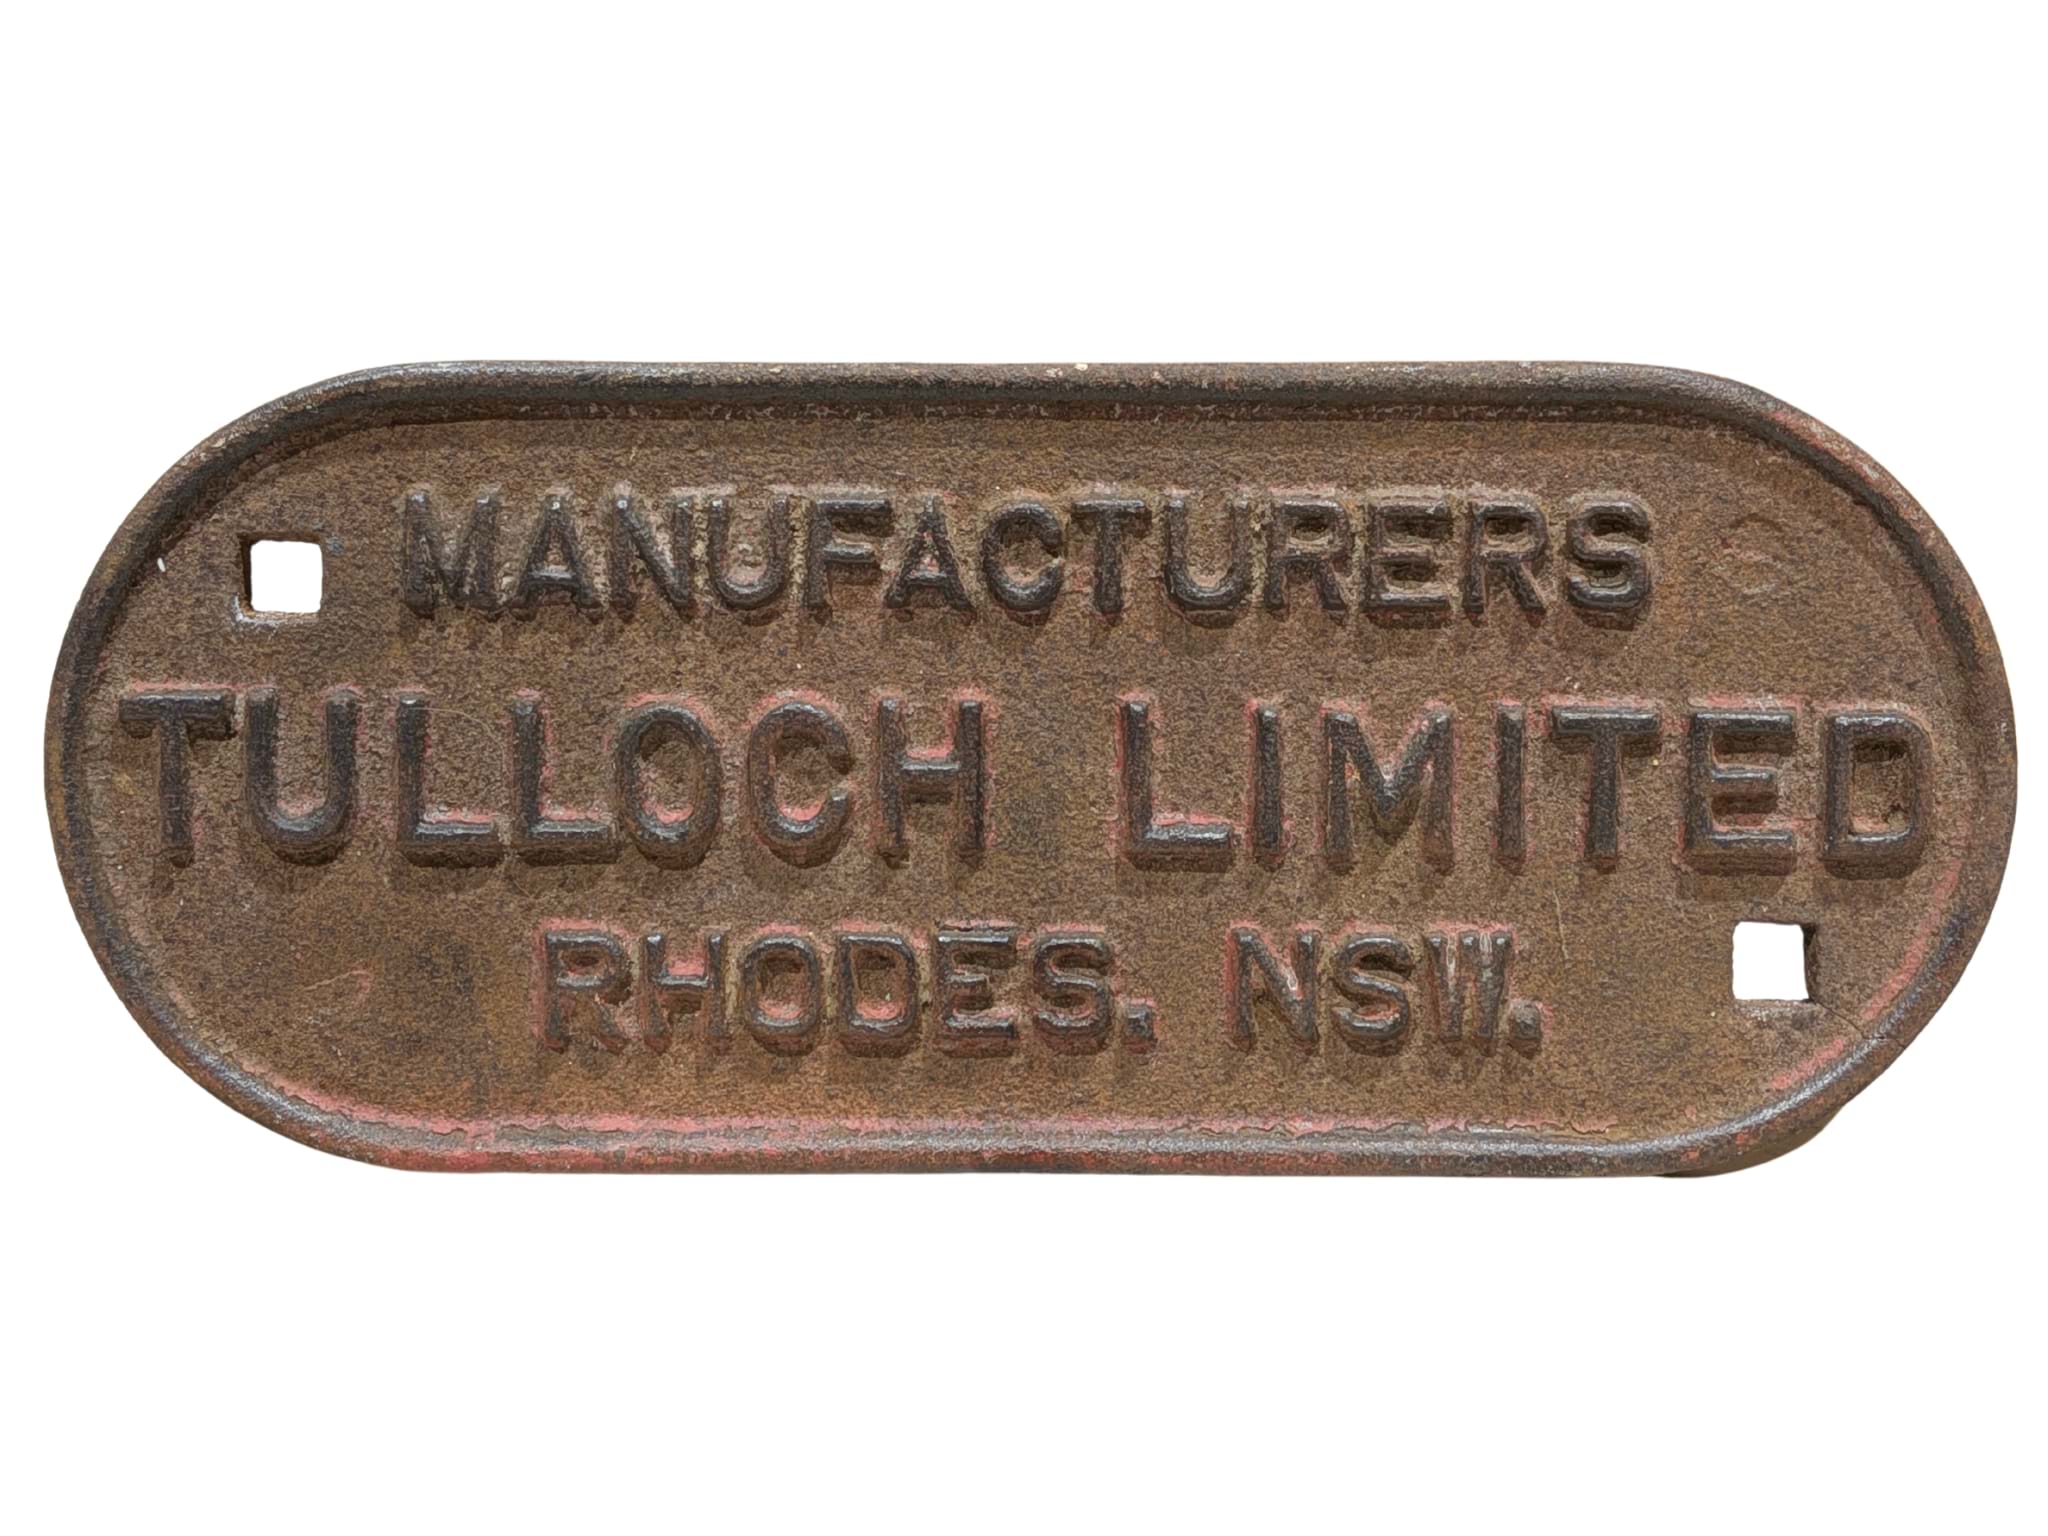 MANUFACTURERS
TULLOCH LIMITED
RHODES. NSW.